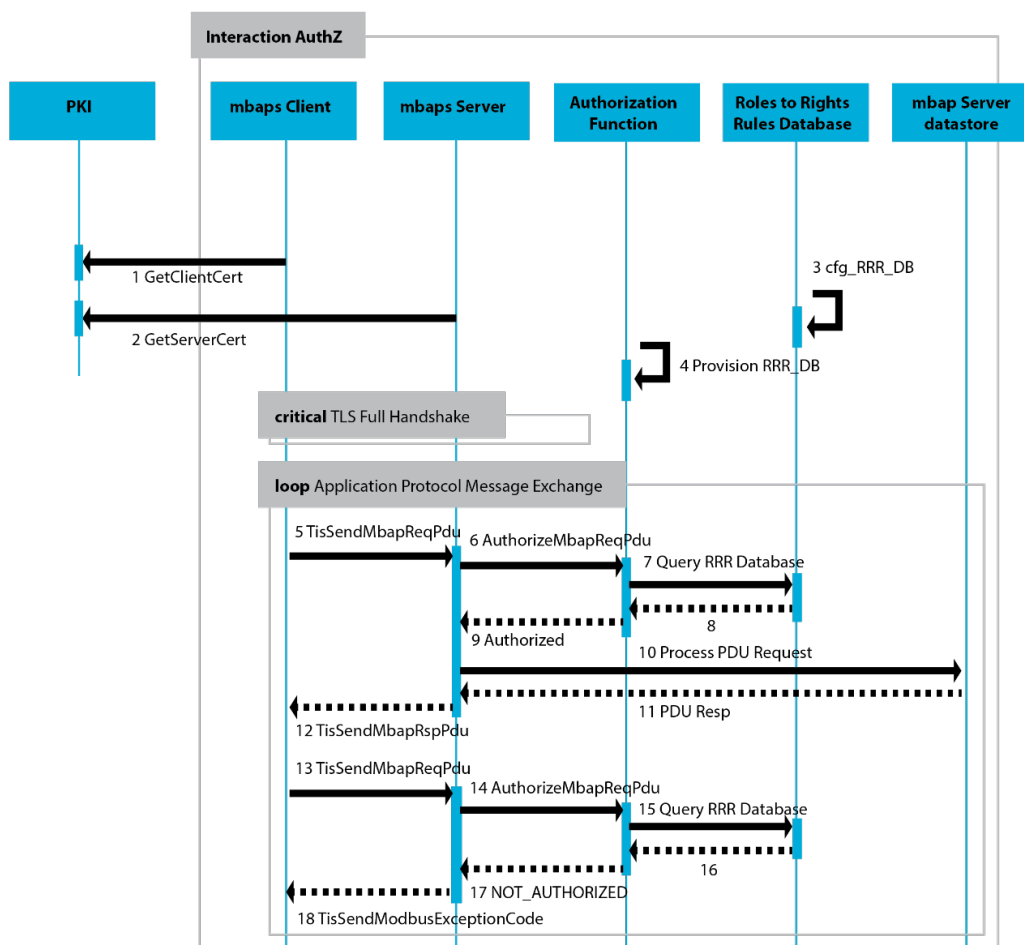 Interaction AuthZ
PKI
mbaps Client
mbaps Server
Authorization
Function
Roles to Rights
Rules Database
mbap Server
datastore
1 GetClientCert
3 cfg_RRR_DB
2 GetServerCert
4 Provision RRR_DB
critical TLS Full Handshake
loop Application Protocol Message Exchange
5 TisSendMbapReqPdu
6 AuthorizeMbapReqPdu
7 Query RRR Database
8
9 Authorized
10 Process PDU Request
11 PDU Resp
12 TisSendMbapRspPdu
13 TisSendMbapReqPdu
14 AuthorizeMbapReqPdu
15 Query RRR Database
16
17 NOT_AUTHORIZED
18 TisSendModbusExceptionCode